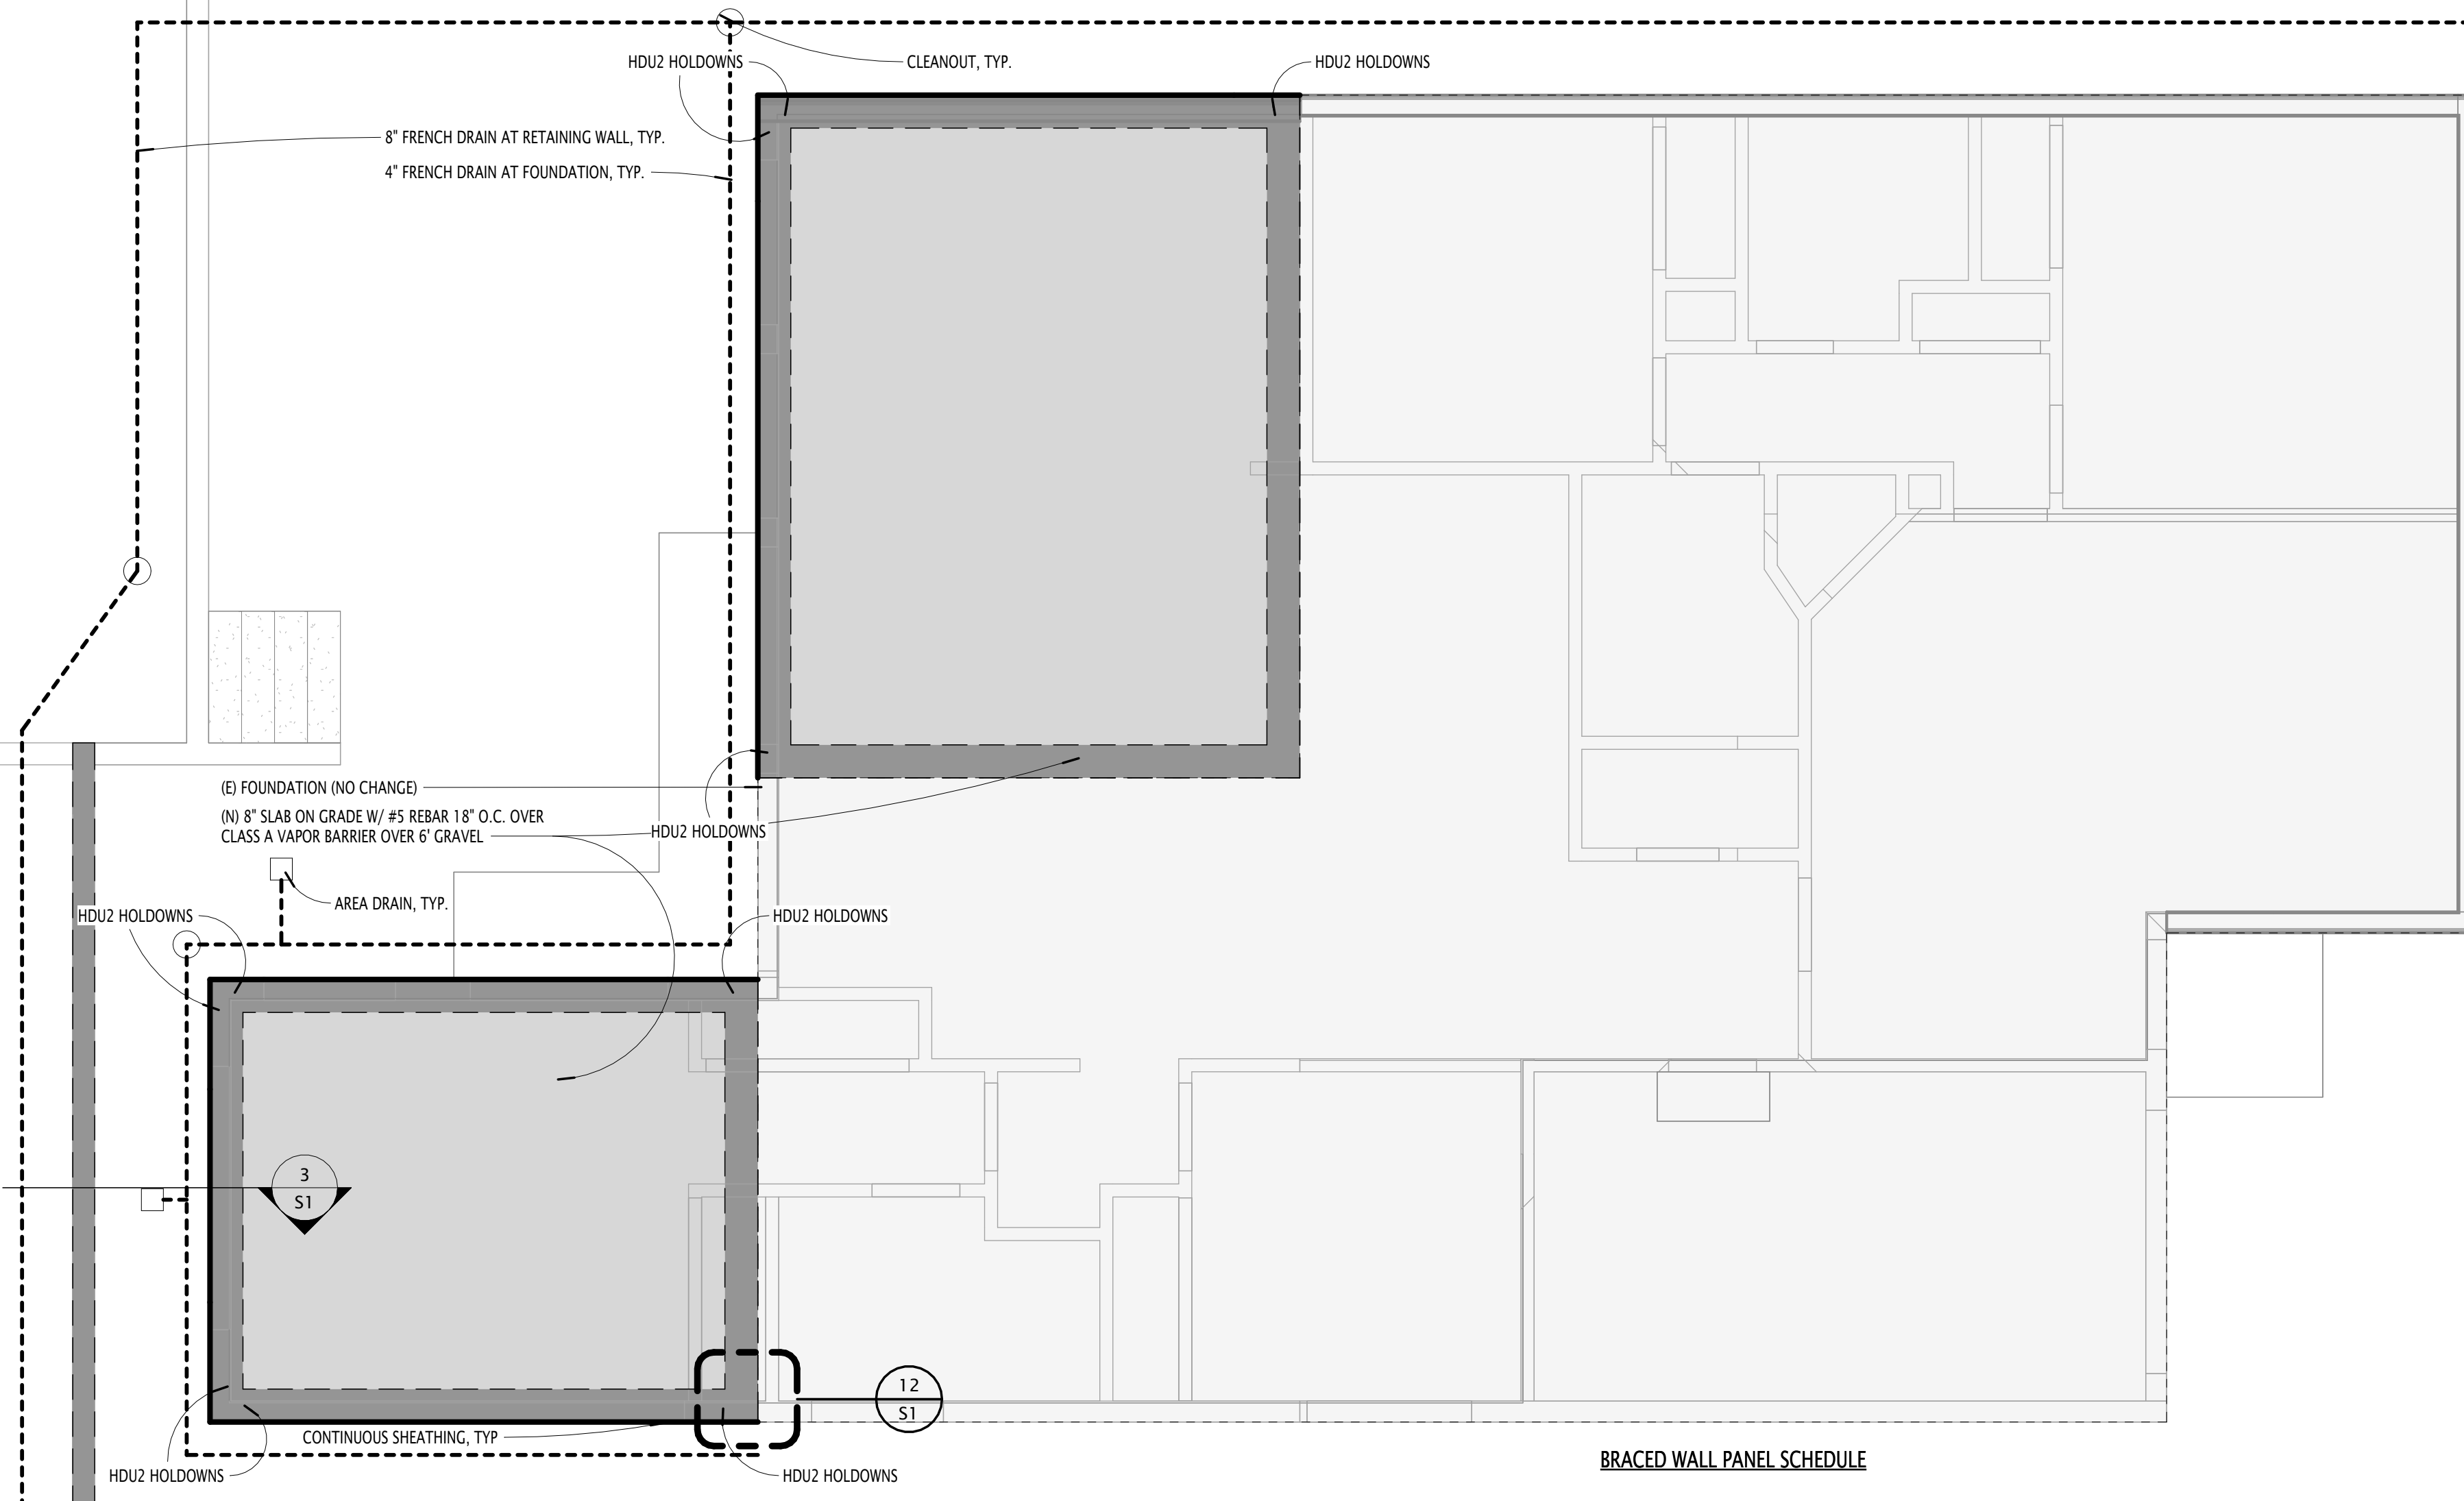 HDU2 HOLDOWNS
CLEANOUT, TYP.
HDU2 HOLDOWNS
8" FRENCH DRAIN AT RETAINING WALL, TYP.
4" FRENCH DRAIN AT FOUNDATION, TYP.
(E) FOUNDATION (NO CHANGE)
(N) 8" SLAB ON GRADE W/ #5 REBAR 18" O.C. OVER
CLASS A VAPOR BARRIER OVER 6' GRAVEL
HDU2 HOLDOWNS
AREA DRAIN, TYP.
HDU2 HOLDOWNS
HDU2 HOLDOWNS
3
S1
12
S1
CONTINUOUS SHEATHING, TYP
HDU2 HOLDOWNS
HDU2 HOLDOWNS
BRACED WALL PANEL SCHEDULE